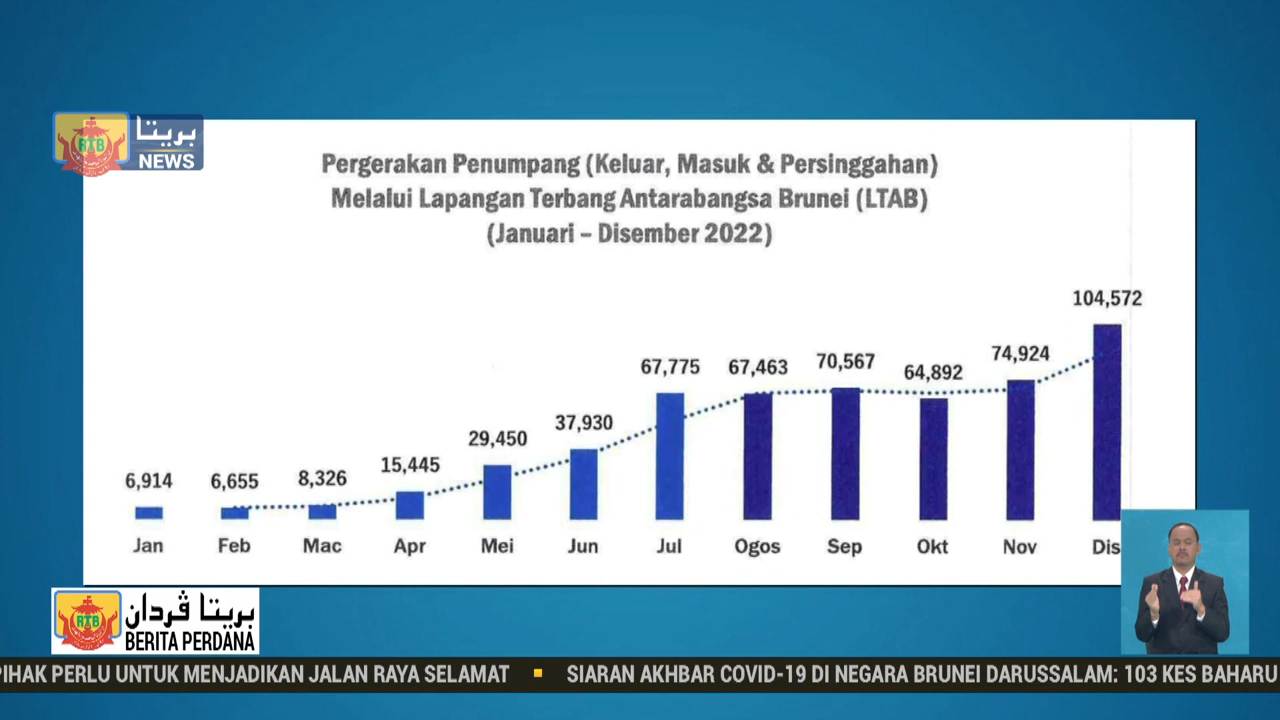 بريتا
RTB
NEWS
Pergerakan Penumpang (Keluar, Masuk & Persinggahan)
Melalui Lapangan Terbang Antarabangsa Brunei (LTAB)
(Januari – Disember 2022)
6,914
6,655
8,326
15,445
29,450
37,930
67,775
67,463
70,567
64,892
74,924
104,572
Jan
Feb
Mac
Apr
Mei
Jun
Jul
Ogos
Sep
Okt
Nov
Dis
RTB
بريتا ڤردان
BERITA PERDANA
PIHAK PERLU UNTUK MENJADIKAN JALAN RAYA SELAMAT ▪ SIARAN AKHBAR COVID-19 DI NEGARA BRUNEI DARUSSALAM: 103 KES BAHARU